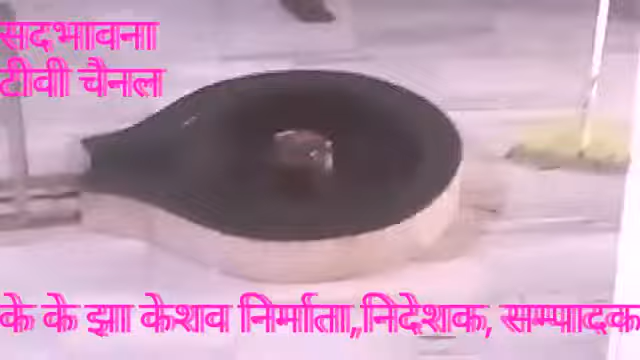 सदभावना
टीवी चैनल
के के झा केशव निर्माता,निदेशक, सम्पादक